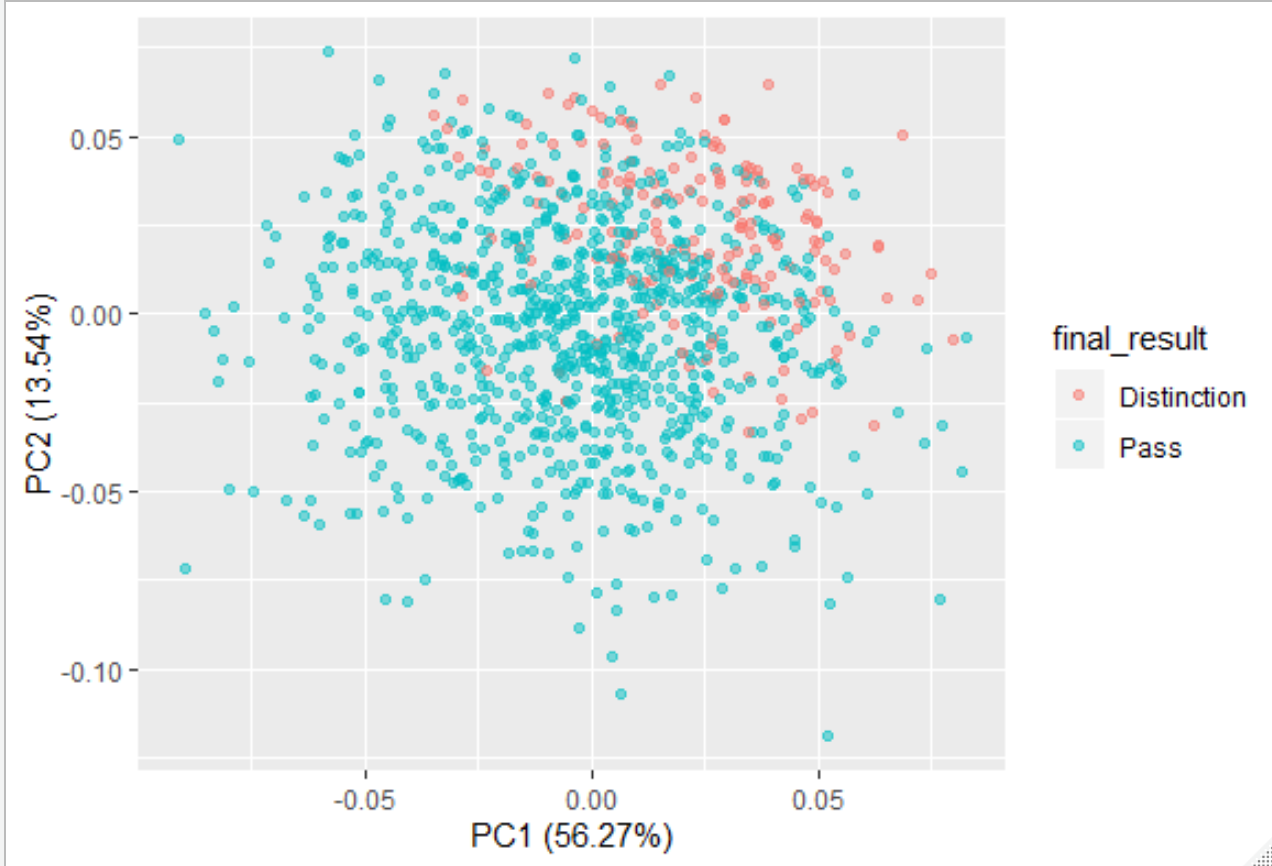 0.05
0.00
-0.05
-0.10
PC2 (13.54%)
-0.05
0.00
0.05
PC1 (56.27%)
final_result
Distinction
Pass